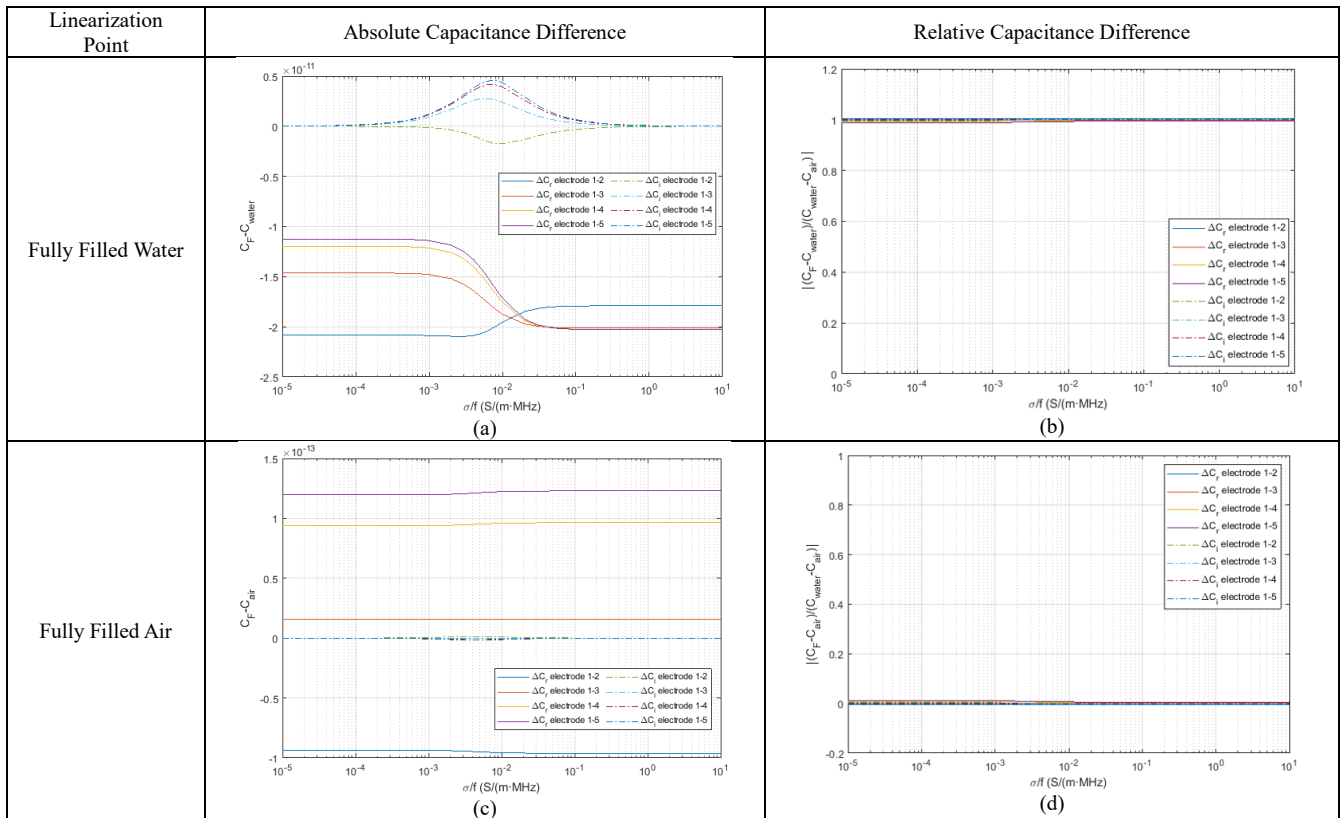 Linearization
Point
Absolute Capacitance Difference
Relative Capacitance Difference
Fully Filled Water
×10⁻¹¹
0.5
0
-0.5
-1
-1.5
-2
-2.5
C_F-C_water
ΔC_r electrode 1-2
ΔC_r electrode 1-3
ΔC_r electrode 1-4
ΔC_r electrode 1-5
ΔC_i electrode 1-2
ΔC_i electrode 1-3
ΔC_i electrode 1-4
ΔC_i electrode 1-5
10⁻⁵ 10⁻⁴ 10⁻³ 10⁻² 10⁻¹ 10⁰ 10¹
σ/f (S/(m·MHz)
(a)
1.2
1
0.8
0.6
0.4
0.2
0
|(C_F-C_water)/(C_water-C_air)|
ΔC_r electrode 1-2
ΔC_r electrode 1-3
ΔC_r electrode 1-4
ΔC_r electrode 1-5
ΔC_i electrode 1-2
ΔC_i electrode 1-3
ΔC_i electrode 1-4
ΔC_i electrode 1-5
10⁻⁵ 10⁻⁴ 10⁻³ 10⁻² 10⁻¹ 10⁰ 10¹
σ/f (S/(m·MHz)
(b)
Fully Filled Air
×10⁻¹³
1.5
1
0.5
0
-0.5
-1
C_F-C_air
ΔC_r electrode 1-2
ΔC_r electrode 1-3
ΔC_r electrode 1-4
ΔC_r electrode 1-5
ΔC_i electrode 1-2
ΔC_i electrode 1-3
ΔC_i electrode 1-4
ΔC_i electrode 1-5
10⁻⁵ 10⁻⁴ 10⁻³ 10⁻² 10⁻¹ 10⁰ 10¹
σ/f (S/(m·MHz)
(c)
1
0.8
0.6
0.4
0.2
0
-0.2
|(C_F-C_air)/(C_water-C_air)|
ΔC_r electrode 1-2
ΔC_r electrode 1-3
ΔC_r electrode 1-4
ΔC_r electrode 1-5
ΔC_i electrode 1-2
ΔC_i electrode 1-3
ΔC_i electrode 1-4
ΔC_i electrode 1-5
10⁻⁵ 10⁻⁴ 10⁻³ 10⁻² 10⁻¹ 10⁰ 10¹
σ/f (S/(m·MHz)
(d)